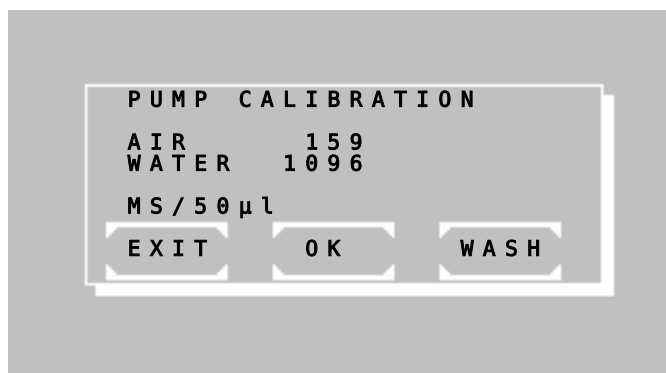 PUMP CALIBRATION
AIR 159
WATER 1096
MS/50µl
EXIT OK WASH